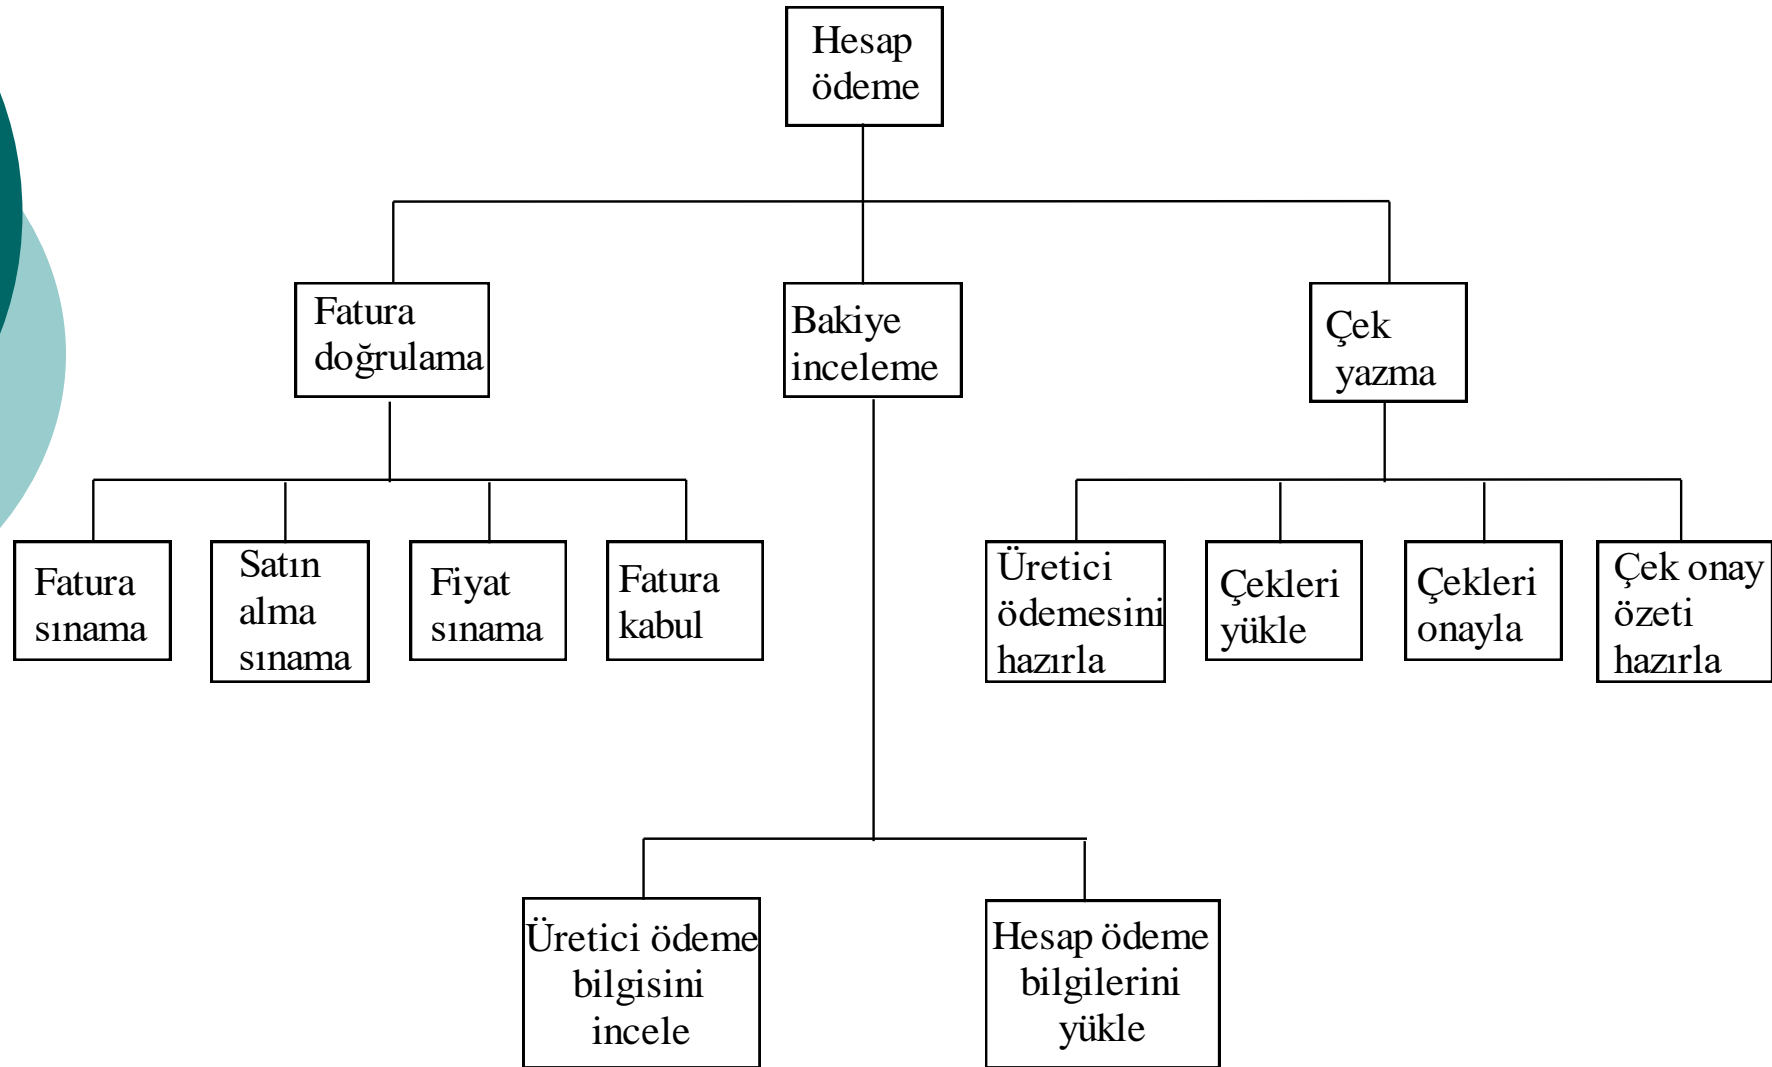 Hesap
ödeme
Fatura
doğrulama
Bakiye
inceleme
Çek
yazma
Fatura
sınama
Satın
alma
sınama
Fiyat
sınama
Fatura
kabul
Üretici
ödemesini
hazırla
Çekleri
yükle
Çekleri
onayla
Çek onay
özeti
hazırla
Üretici ödeme
bilgisini
incele
Hesap ödeme
bilgilerini
yükle